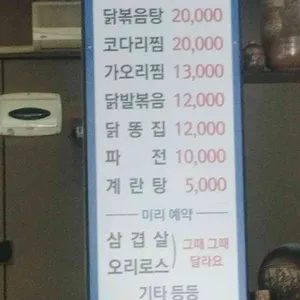 닭볶음탕 20,000
코다리찜 20,000
가오리찜 13,000
닭발볶음 12,000
닭똥집 12,000
파전 10,000
계란탕 5,000
미리 예약
삼겹살
오리로스
그때 그때
달라요
기타 등등